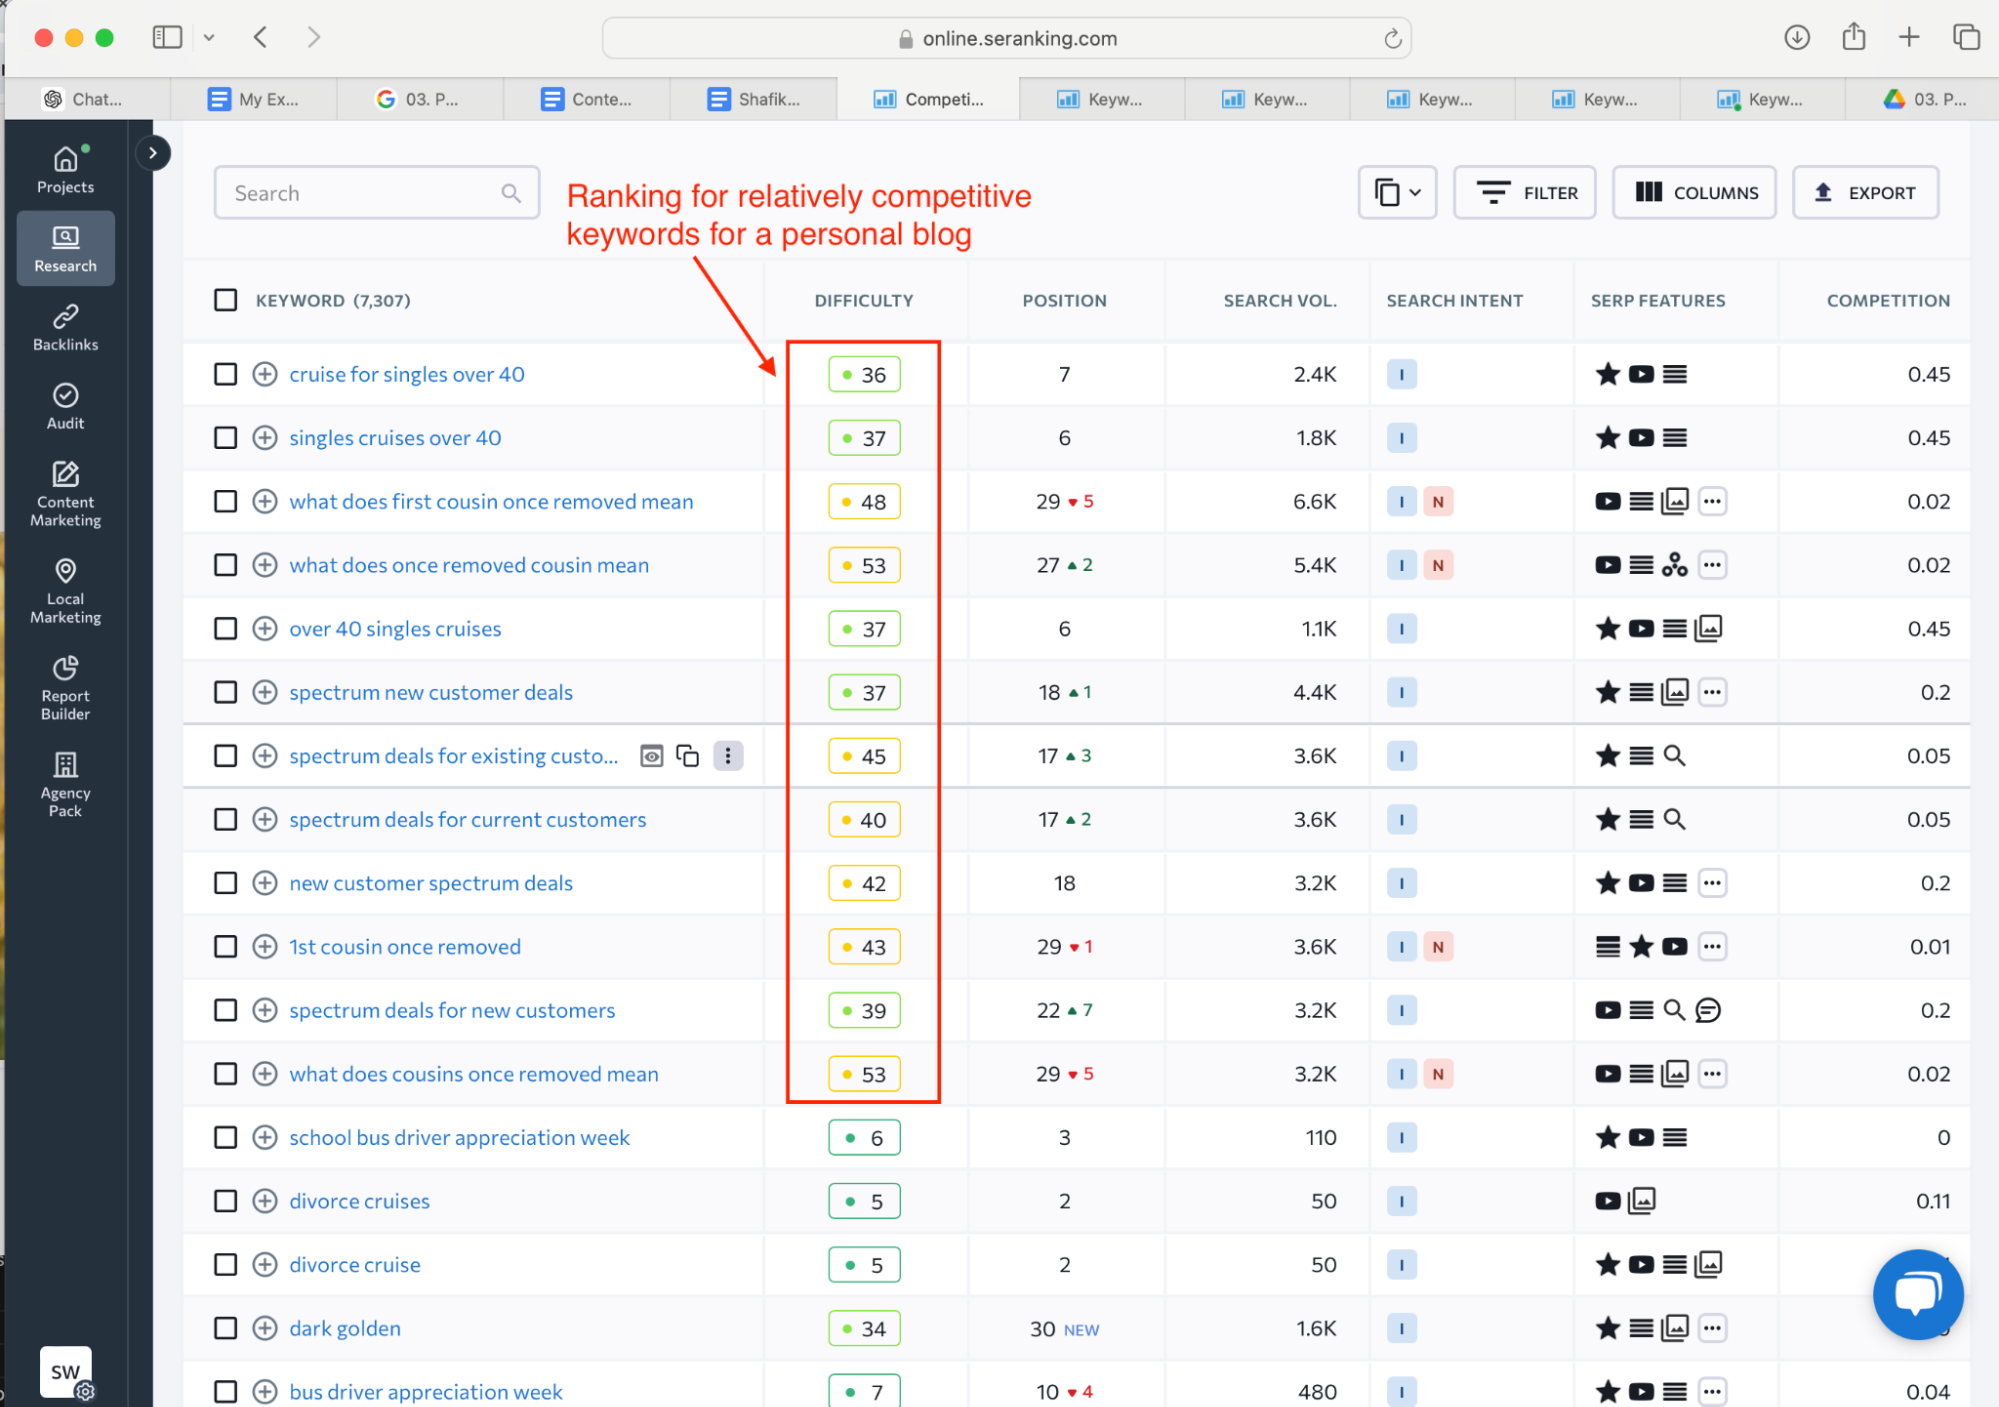 online.seranking.com
Chat...
My Ex...
03. P...
Conte...
Shafik...
Competi...
Keyw...
Keyw...
Keyw...
Keyw...
Keyw...
03. P...
Projects
Research
Backlinks
Audit
Content
Marketing
Local
Marketing
Report
Builder
Agency
Pack
SW
Search
Ranking for relatively competitive
keywords for a personal blog
FILTER
COLUMNS
EXPORT
KEYWORD (7,307) DIFFICULTY POSITION SEARCH VOL. SEARCH INTENT SERP FEATURES COMPETITION
cruise for singles over 40 36 7 2.4K I 0.45
singles cruises over 40 37 6 1.8K I 0.45
what does first cousin once removed mean 48 29 5 6.6K I N 0.02
what does once removed cousin mean 53 27 2 5.4K I N 0.02
over 40 singles cruises 37 6 1.1K I 0.45
spectrum new customer deals 37 18 1 4.4K I 0.2
spectrum deals for existing custo... 45 17 3 3.6K I 0.05
spectrum deals for current customers 40 17 2 3.6K I 0.05
new customer spectrum deals 42 18 3.2K I 0.2
1st cousin once removed 43 29 1 3.6K I N 0.01
spectrum deals for new customers 39 22 7 3.2K I 0.2
what does cousins once removed mean 53 29 5 3.2K I N 0.02
school bus driver appreciation week 6 3 110 I 0
divorce cruises 5 2 50 I 0.11
divorce cruise 5 2 50 I
dark golden 34 30 NEW 1.6K I
bus driver appreciation week 7 10 4 480 I 0.04